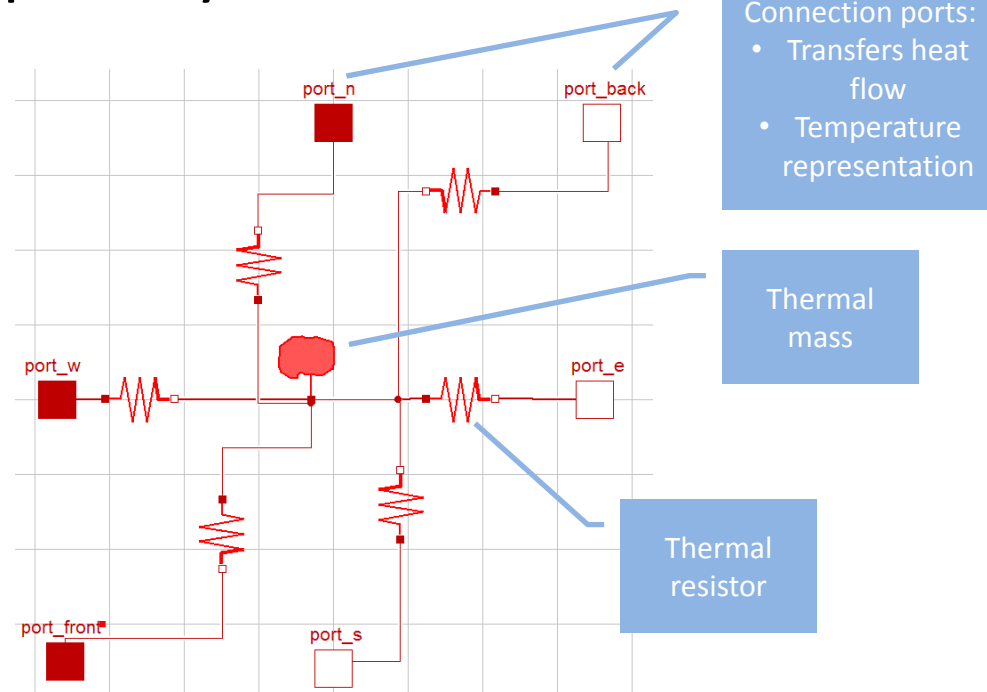 Connection ports:
• Transfers heat
flow
• Temperature
representation
port_n
port_back
Thermal
mass
port_w
port_e
Thermal
resistor
port_front
port_s